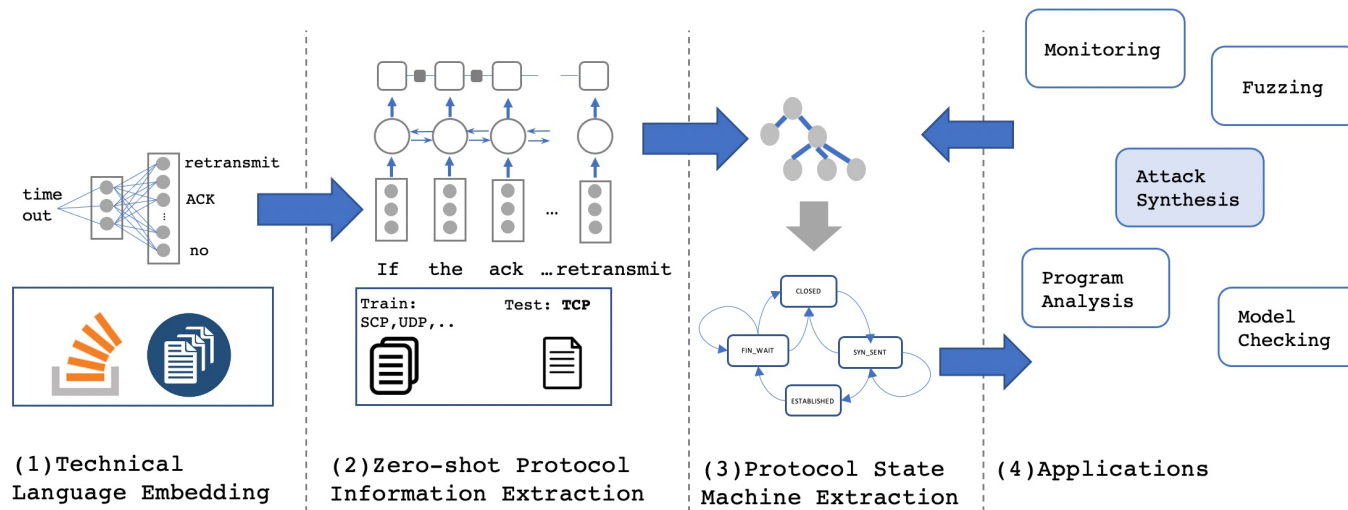 time
out
retransmit
ACK
...
no
If the ack ... retransmit
...
Train:
SCP,UDP,..
Test: TCP
CLOSED
FIN_WAIT
SYN_SENT
ESTABLISHED
Monitoring
Fuzzing
Attack
Synthesis
Program
Analysis
Model
Checking
(1)Technical
Language Embedding
(2)Zero-shot Protocol
Information Extraction
(3)Protocol State
Machine Extraction
(4)Applications